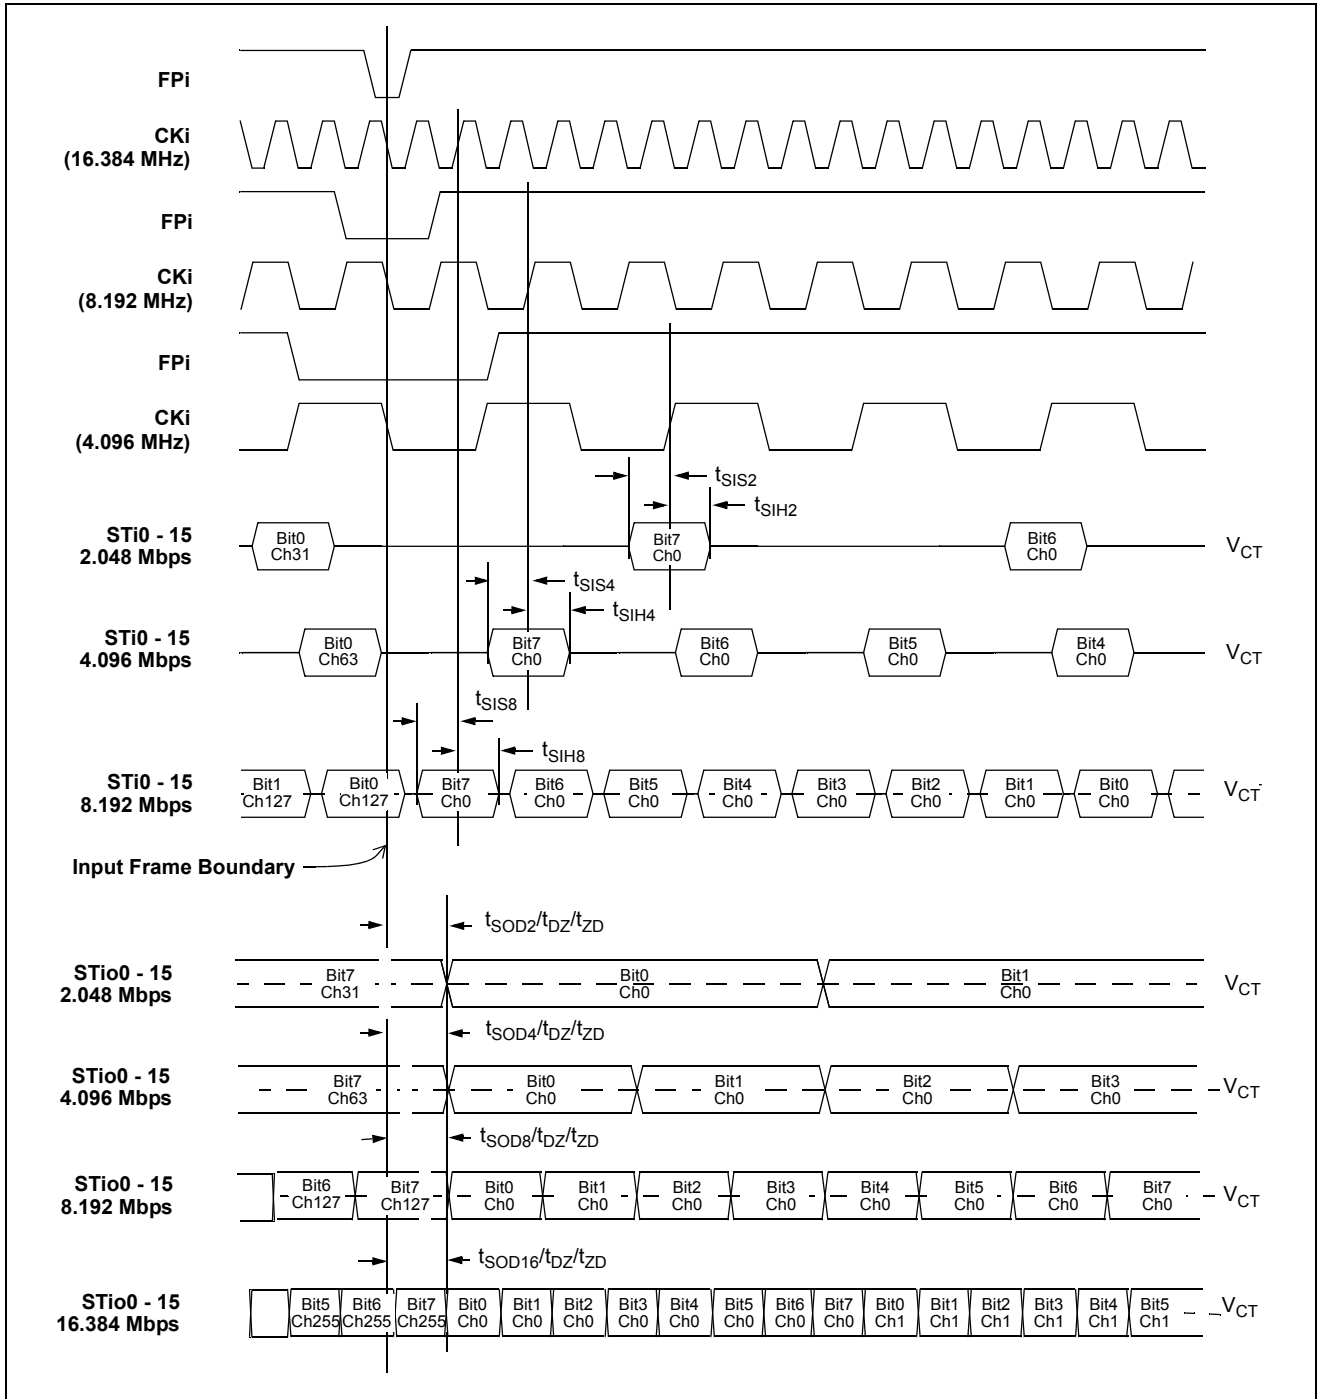 FPi
CKi
(16.384 MHz)
FPi
CKi
(8.192 MHz)
FPi
CKi
(4.096 MHz)
tSIS2
tSIH2
STi0 - 15
2.048 Mbps
Bit0
Ch31
Bit7
Ch0
Bit6
Ch0
VCT
tSIS4
tSIH4
STi0 - 15
4.096 Mbps
Bit0
Ch63
Bit7
Ch0
Bit6
Ch0
Bit5
Ch0
Bit4
Ch0
VCT
tSIS8
tSIH8
STi0 - 15
8.192 Mbps
Bit1
Ch127
Bit0
Ch127
Bit7
Ch0
Bit6
Ch0
Bit5
Ch0
Bit4
Ch0
Bit3
Ch0
Bit2
Ch0
Bit1
Ch0
Bit0
Ch0
VCT
Input Frame Boundary
tSOD2/tDZ/tZD
STio0 - 15
2.048 Mbps
Bit7
Ch31
Bit0
Ch0
Bit1
Ch0
VCT
tSOD4/tDZ/tZD
STio0 - 15
4.096 Mbps
Bit7
Ch63
Bit0
Ch0
Bit1
Ch0
Bit2
Ch0
Bit3
Ch0
VCT
tSOD8/tDZ/tZD
STio0 - 15
8.192 Mbps
Bit6
Ch127
Bit7
Ch127
Bit0
Ch0
Bit1
Ch0
Bit2
Ch0
Bit3
Ch0
Bit4
Ch0
Bit5
Ch0
Bit6
Ch0
Bit7
Ch0
VCT
tSOD16/tDZ/tZD
STio0 - 15
16.384 Mbps
Bit5
Ch255
Bit6
Ch255
Bit7
Ch255
Bit0
Ch0
Bit1
Ch0
Bit2
Ch0
Bit3
Ch0
Bit4
Ch0
Bit5
Ch0
Bit6
Ch0
Bit7
Ch0
Bit0
Ch1
Bit1
Ch1
Bit2
Ch1
Bit3
Ch1
Bit4
Ch1
Bit5
Ch1
VCT